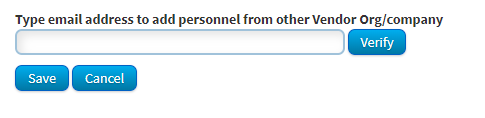 Type email address to add personnel from other Vendor Org/company
Verify
Save Cancel